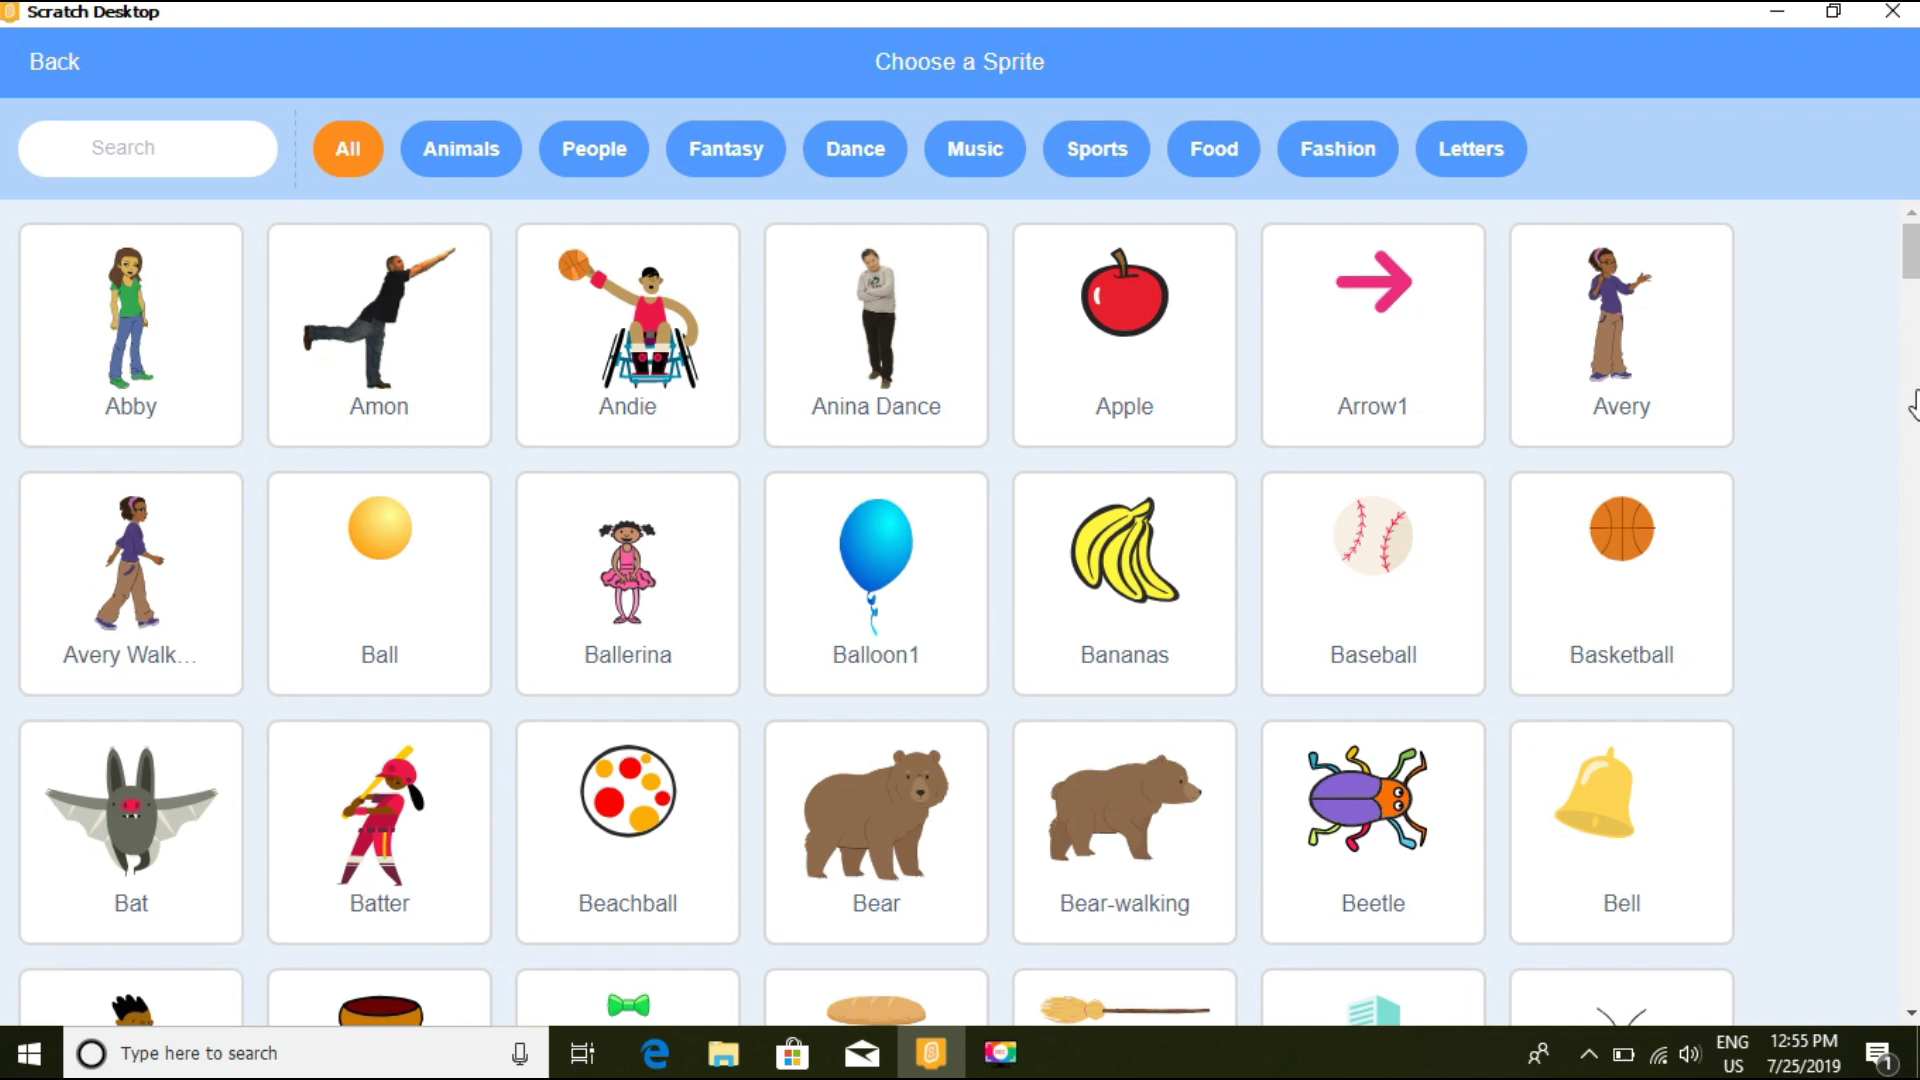 Scratch Desktop
Back
Choose a Sprite
Search
All
Animals
People
Fantasy
Dance
Music
Sports
Food
Fashion
Letters
Abby
Amon
Andie
Anina Dance
Apple
Arrow1
Avery
Avery Walk...
Ball
Ballerina
Balloon1
Bananas
Baseball
Basketball
Bat
Batter
Beachball
Bear
Bear-walking
Beetle
Bell
Type here to search
ENG
US
12:55 PM
7/25/2019
1